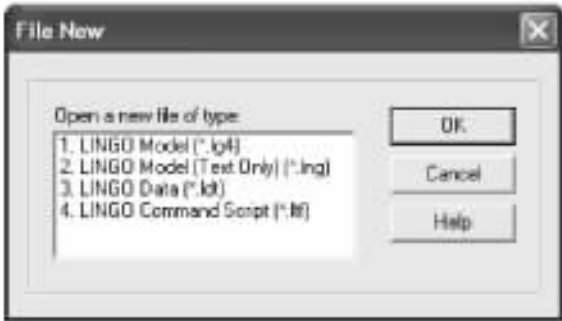 File New
Open a new file of type:
1. LINGO Model (*.lg4)
2. LINGO Model (Text Only) (*.lng)
3. LINGO Data (*.ldt)
4. LINGO Command Script (*.ltf)
OK
Cancel
Help